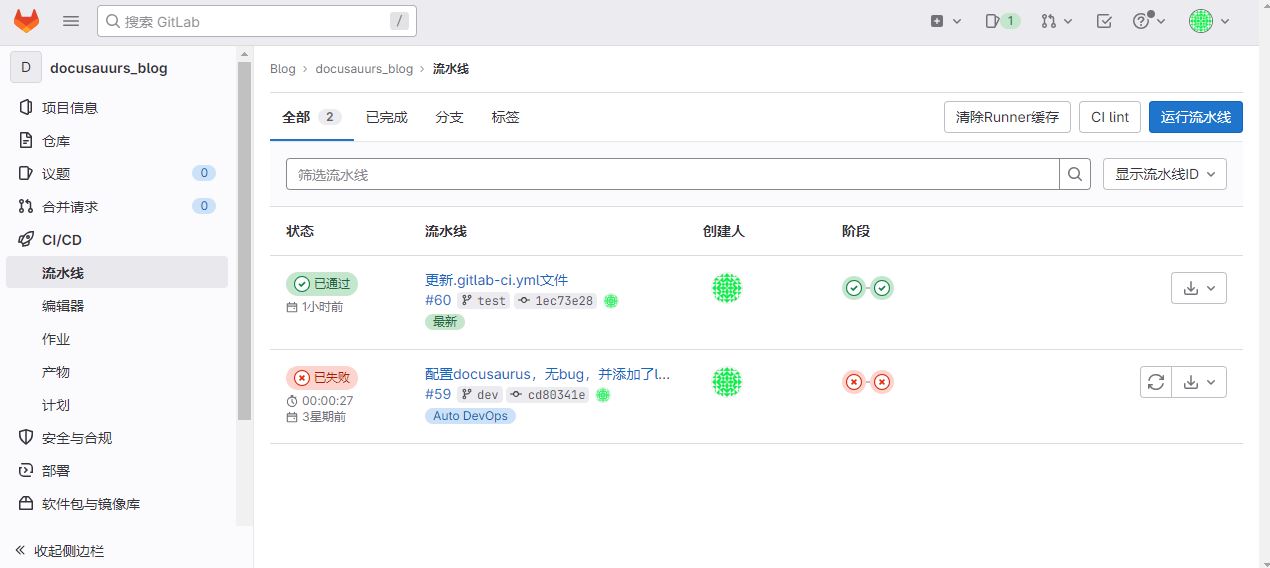 搜索 GitLab /
1
D docusauurs_blog
项目信息
仓库
议题 0
合并请求 0
CI/CD
流水线
编辑器
作业
产物
计划
安全与合规
部署
软件包与镜像库
收起侧边栏
Blog › docusauurs_blog › 流水线
全部 2 已完成 分支 标签
清除Runner缓存 CI lint 运行流水线
筛选流水线 显示流水线ID
状态 流水线 创建人 阶段
已通过 更新.gitlab-ci.yml文件
1小时前 #60 test 1ec73e28
最新
已失败 配置docusaurus，无bug，并添加了l...
00:00:27 #59 dev cd80341e
3星期前 Auto DevOps